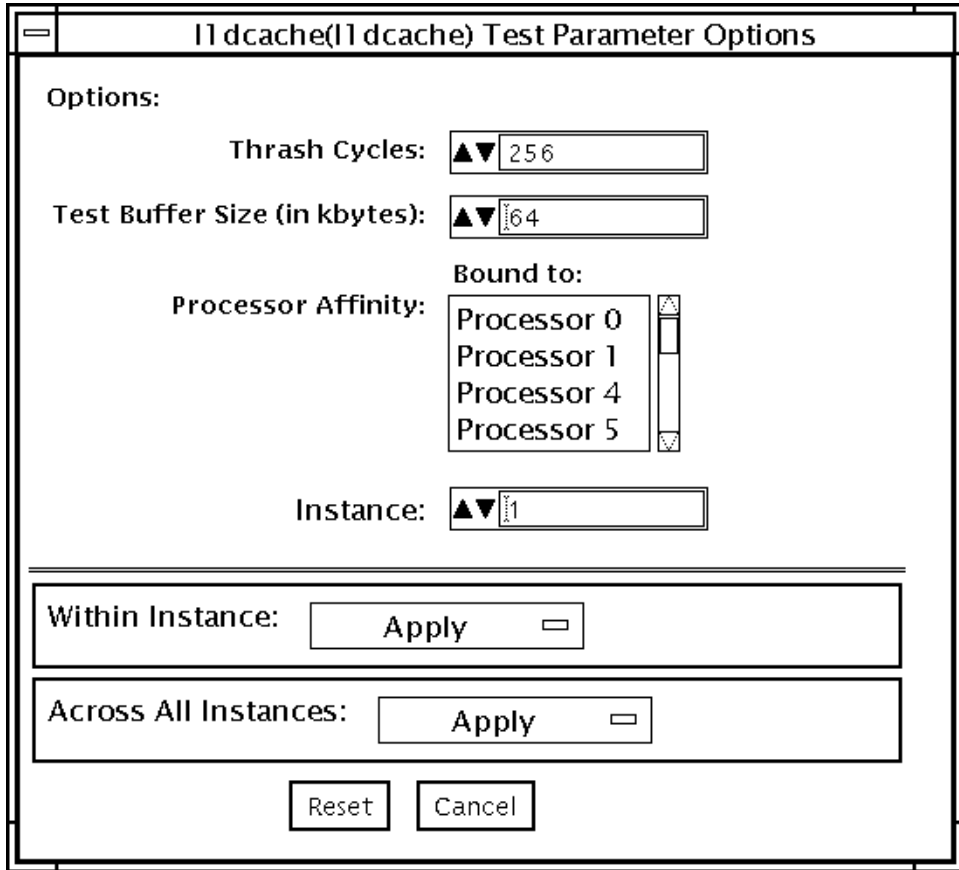 l1dcache(l1dcache) Test Parameter Options
Options:
Thrash Cycles: 256
Test Buffer Size (in kbytes): 64
Bound to:
Processor Affinity:
Processor 0
Processor 1
Processor 4
Processor 5
Instance: 1
Within Instance: Apply
Across All Instances: Apply
Reset Cancel